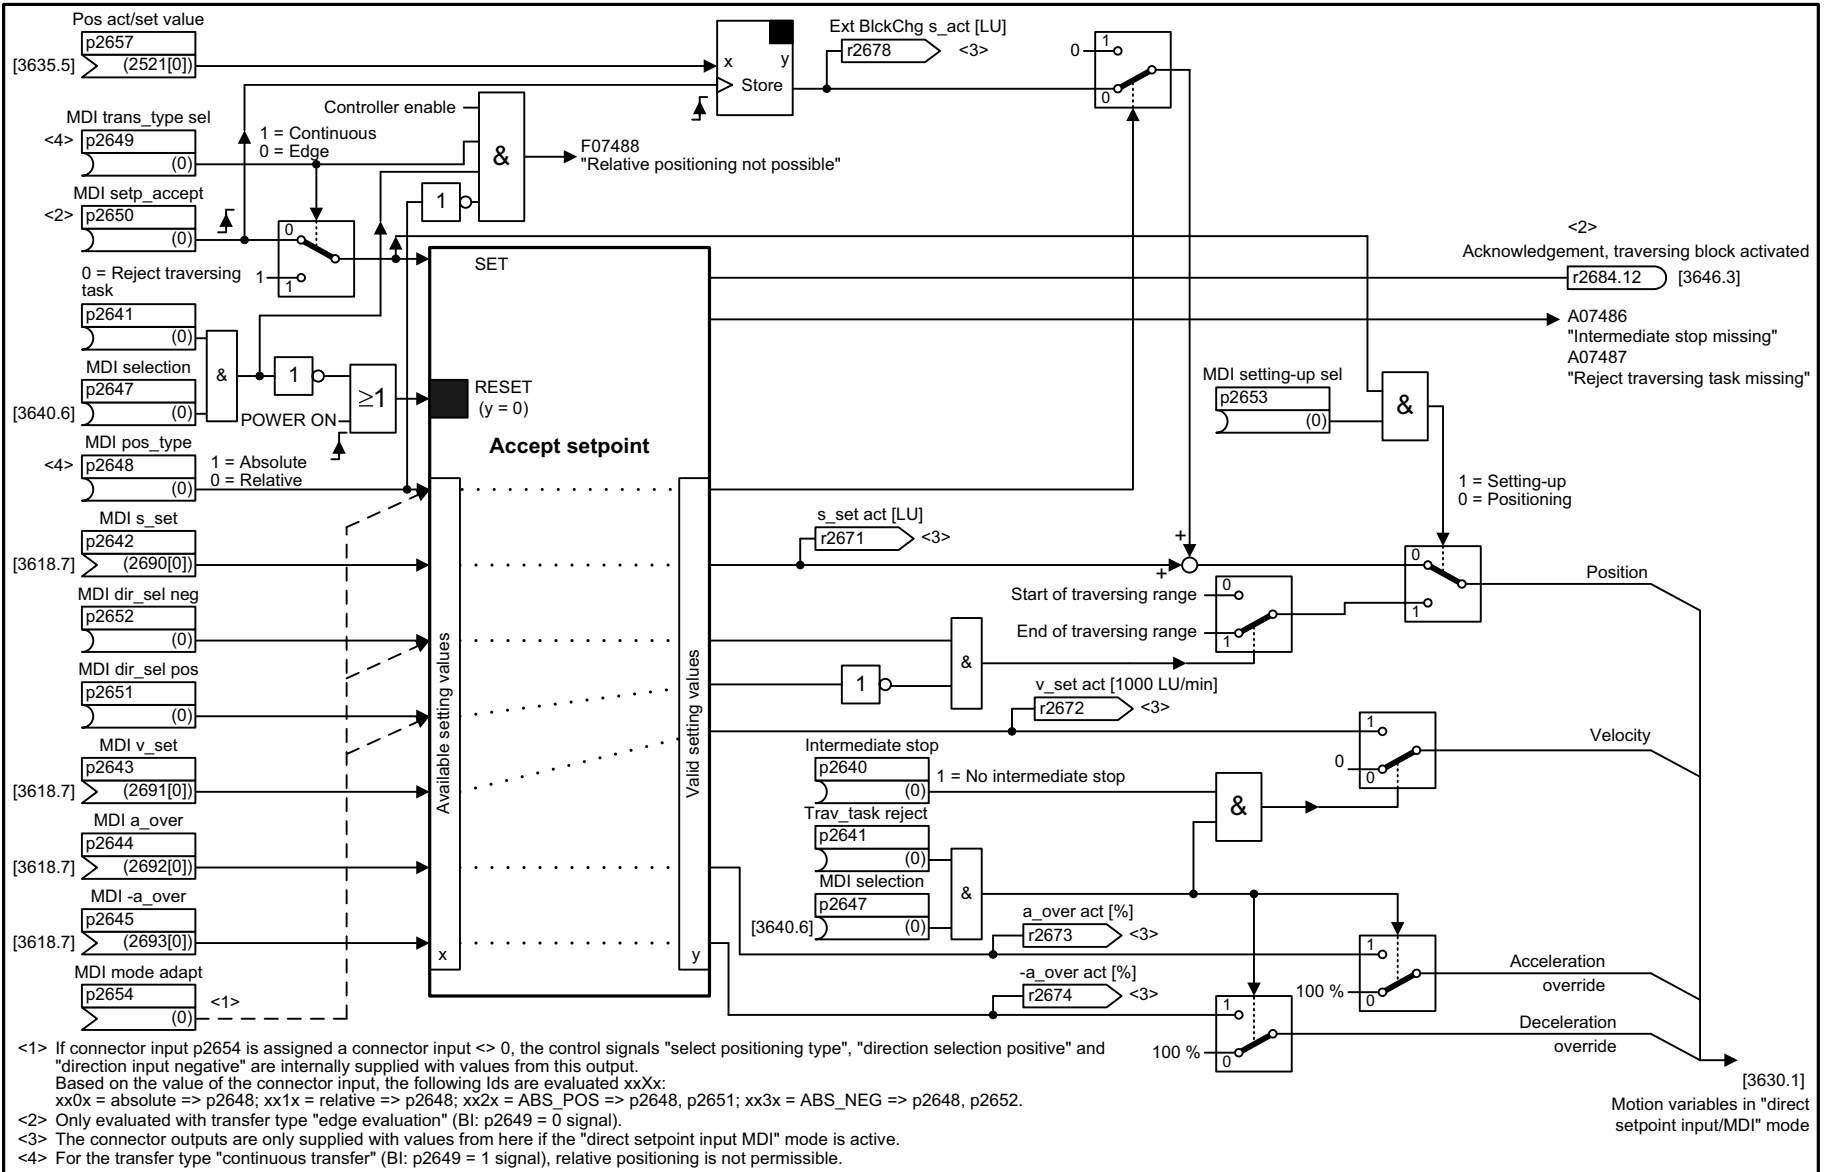 Pos act/set value
p2657
[3635.5]
(2521[0])
MDI trans_type sel
<4>
p2649
(0)
1 = Continuous
0 = Edge
MDI setp_accept
<2>
p2650
(0)
0
1
1
0 = Reject traversing
task
p2641
(0)
MDI selection
p2647
[3640.6]
(0)
&
1
POWER ON
≥1
MDI pos_type
<4>
p2648
(0)
1 = Absolute
0 = Relative
MDI s_set
p2642
[3618.7]
(2690[0])
MDI dir_sel neg
p2652
(0)
MDI dir_sel pos
p2651
(0)
MDI v_set
p2643
[3618.7]
(2691[0])
MDI a_over
p2644
[3618.7]
(2692[0])
MDI -a_over
p2645
[3618.7]
(2693[0])
MDI mode adapt
p2654
(0)
<1>
Controller enable
&
1
F07488
"Relative positioning not possible"
x
y
Store
Ext BlckChg s_act [LU]
r2678
<3>
0
1
0
SET
RESET
(y = 0)
Accept setpoint
Available setting values
x
Valid setting values
y
<2>
Acknowledgement, traversing block activated
r2684.12
[3646.3]
A07486
"Intermediate stop missing"
A07487
"Reject traversing task missing"
MDI setting-up sel
p2653
(0)
&
1 = Setting-up
0 = Positioning
s_set act [LU]
r2671
<3>
+
+
0
1
Position
Start of traversing range
End of traversing range
0
1
&
1
v_set act [1000 LU/min]
r2672
<3>
1
0
0
Velocity
Intermediate stop
p2640
(0)
1 = No intermediate stop
&
Trav_task reject
p2641
(0)
MDI selection
p2647
[3640.6]
(0)
&
a_over act [%]
r2673
<3>
1
100 %
0
Acceleration
override
-a_over act [%]
r2674
<3>
1
100 %
0
Deceleration
override
[3630.1]
Motion variables in "direct
setpoint input/MDI" mode
<1> If connector input p2654 is assigned a connector input <> 0, the control signals "select positioning type", "direction selection positive" and
"direction input negative" are internally supplied with values from this output.
Based on the value of the connector input, the following Ids are evaluated xxXx:
xx0x = absolute => p2648; xx1x = relative => p2648; xx2x = ABS_POS => p2648, p2651; xx3x = ABS_NEG => p2648, p2652.
<2> Only evaluated with transfer type "edge evaluation" (BI: p2649 = 0 signal).
<3> The connector outputs are only supplied with values from here if the "direct setpoint input MDI" mode is active.
<4> For the transfer type "continuous transfer" (BI: p2649 = 1 signal), relative positioning is not permissible.